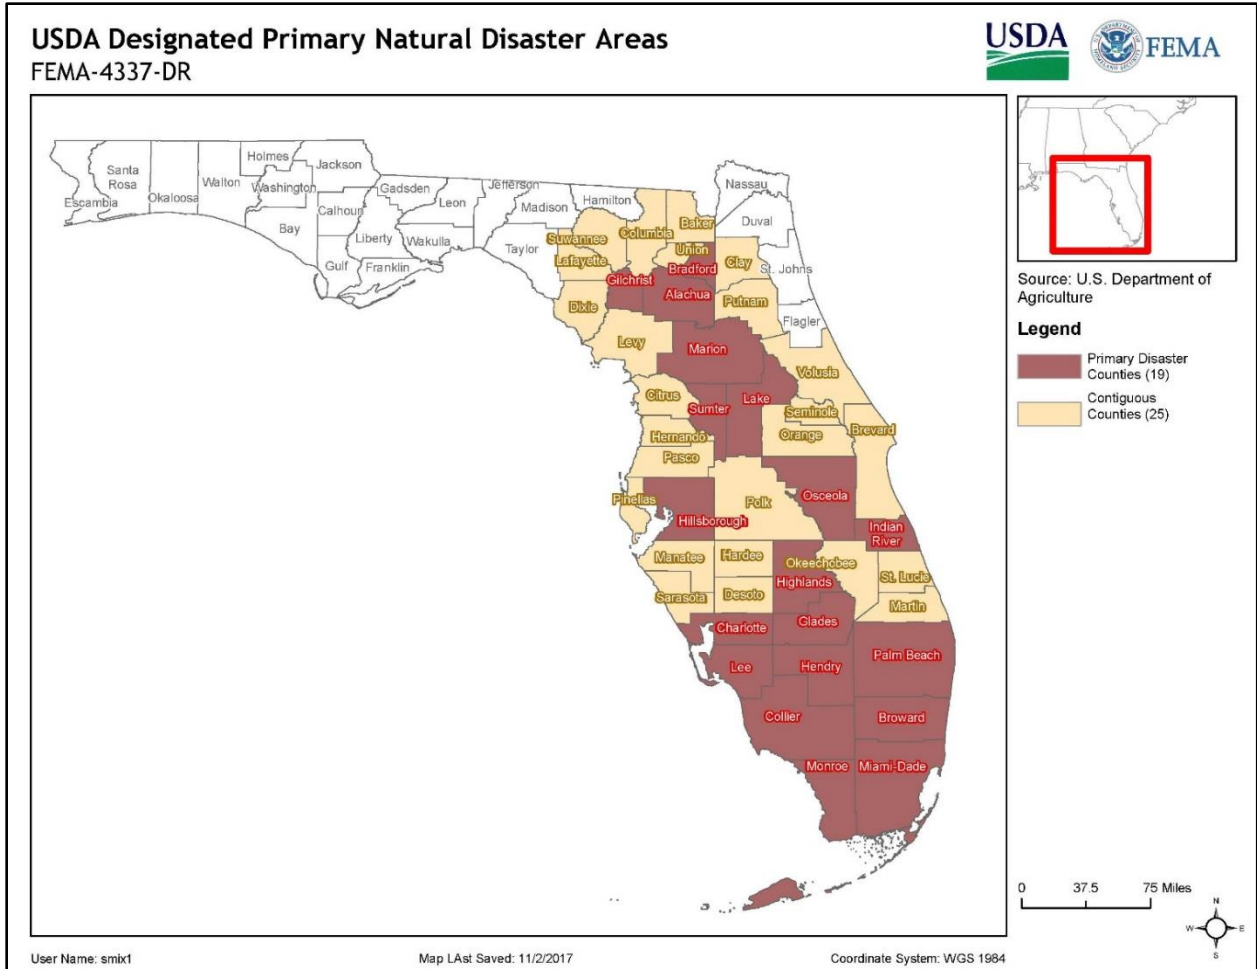 USDA Designated Primary Natural Disaster Areas
FEMA-4337-DR
USDA
FEMA
Escambia
Santa
Rosa
Okaloosa
Walton
Holmes
Washington
Jackson
Bay
Calhoun
Gulf
Gadsden
Liberty
Franklin
Leon
Wakulla
Jefferson
Madison
Taylor
Hamilton
Suwannee
Lafayette
Columbia
Baker
Nassau
Duval
Union
Bradford
Clay
St. Johns
Gilchrist
Alachua
Putnam
Dixie
Flagler
Levy
Marion
Volusia
Citrus
Lake
Sumter
Seminole
Hernando
Orange
Brevard
Pasco
Pinellas
Polk
Osceola
Hillsborough
Indian
River
Manatee
Hardee
Okeechobee
Highlands
St. Lucie
Sarasota
Desoto
Martin
Charlotte
Glades
Lee
Hendry
Palm Beach
Collier
Broward
Monroe
Miami-Dade
Source: U.S. Department of
Agriculture
Legend
Primary Disaster
Counties (19)
Contiguous
Counties (25)
0 37.5 75 Miles
N
W E
S
User Name: smix1
Map LAst Saved: 11/2/2017
Coordinate System: WGS 1984